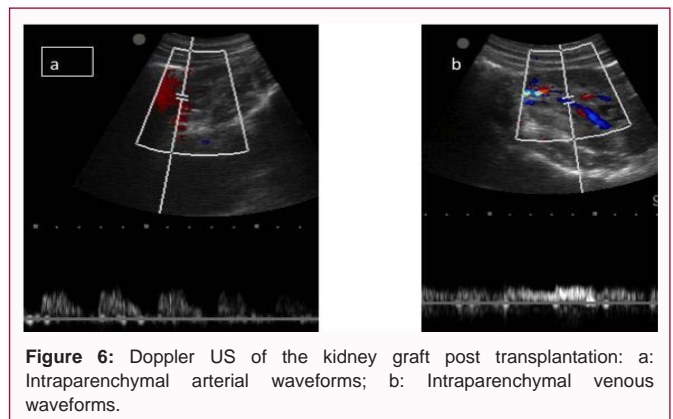 a
b
S
Figure 6: Doppler US of the kidney graft post transplantation: a:
Intraparenchymal arterial waveforms; b: Intraparenchymal venous
waveforms.